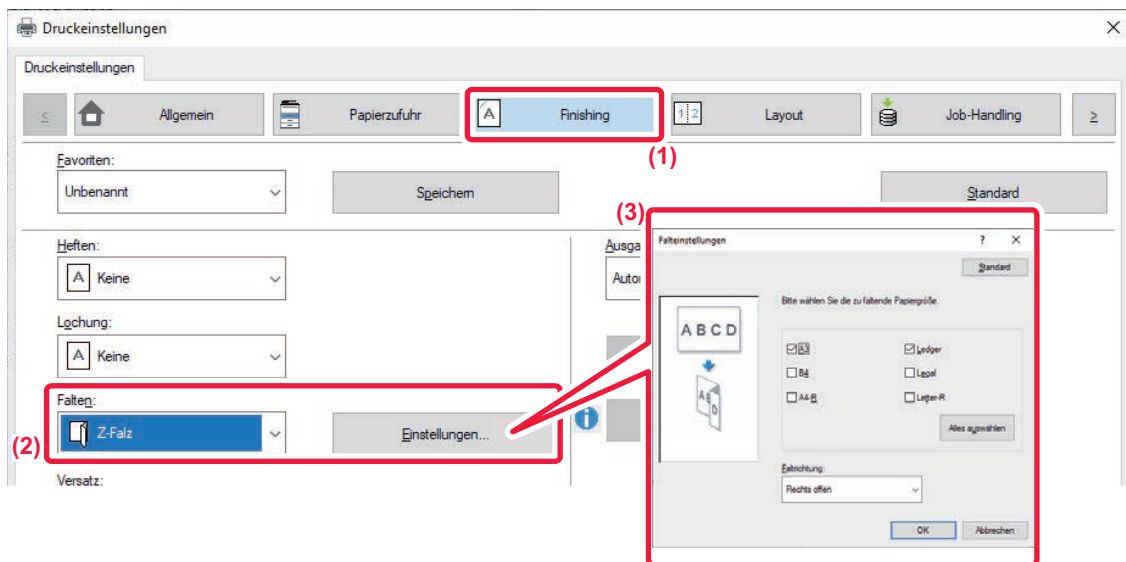 Druckeinstellungen
Druckeinstellungen
Allgemein
Papierzufuhr
A
Finishing
1 2
Layout
Job-Handling
(1)
Favoriten:
Unbenannt
Speichern
Standard
(3)
Heften:
A Keine
Ausga
Autor
Lochung:
A Keine
Falten:
(2)
Z-Falz
Einstellungen...
i
Versatz:
Falteinstellungen
?
Standard
Bitte wählen Sie die zu faltende Papiergröße.
A B C D
A3
Ledger
B4
Legal
A4-R
Letter-R
Alles auswählen
Faltrichtung:
Rechts offen
OK
Abbrechen